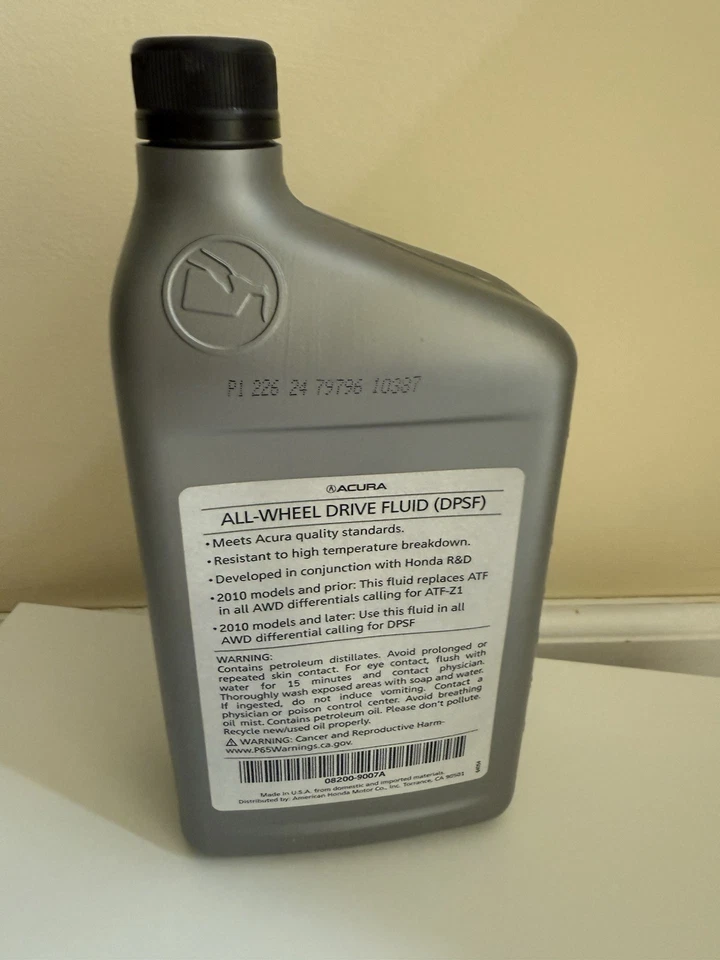 P1 226 24 79796 10387
ACURA
ALL-WHEEL DRIVE FLUID (DPSF)
• Meets Acura quality standards.
• Resistant to high temperature breakdown.
• Developed in conjunction with Honda R&D
• 2010 models and prior: This fluid replaces ATF
in all AWD differentials calling for ATF-Z1
• 2010 models and later: Use this fluid in all
AWD differential calling for DPSF
WARNING:
Contains petroleum distillates. Avoid prolonged or
repeated skin contact. For eye contact, flush with
water for 15 minutes and contact physician.
Thoroughly wash exposed areas with soap and water.
If ingested, do not induce vomiting. Contact a
physician or poison control center. Avoid breathing
oil mist. Contains petroleum oil. Please don't pollute.
Recycle new/used oil properly.
⚠ WARNING: Cancer and Reproductive Harm-
www.P65Warnings.ca.gov.
08200-9007A
Made in U.S.A. from domestic and imported materials.
Distributed by: American Honda Motor Co., Inc. Torrance, CA 90501